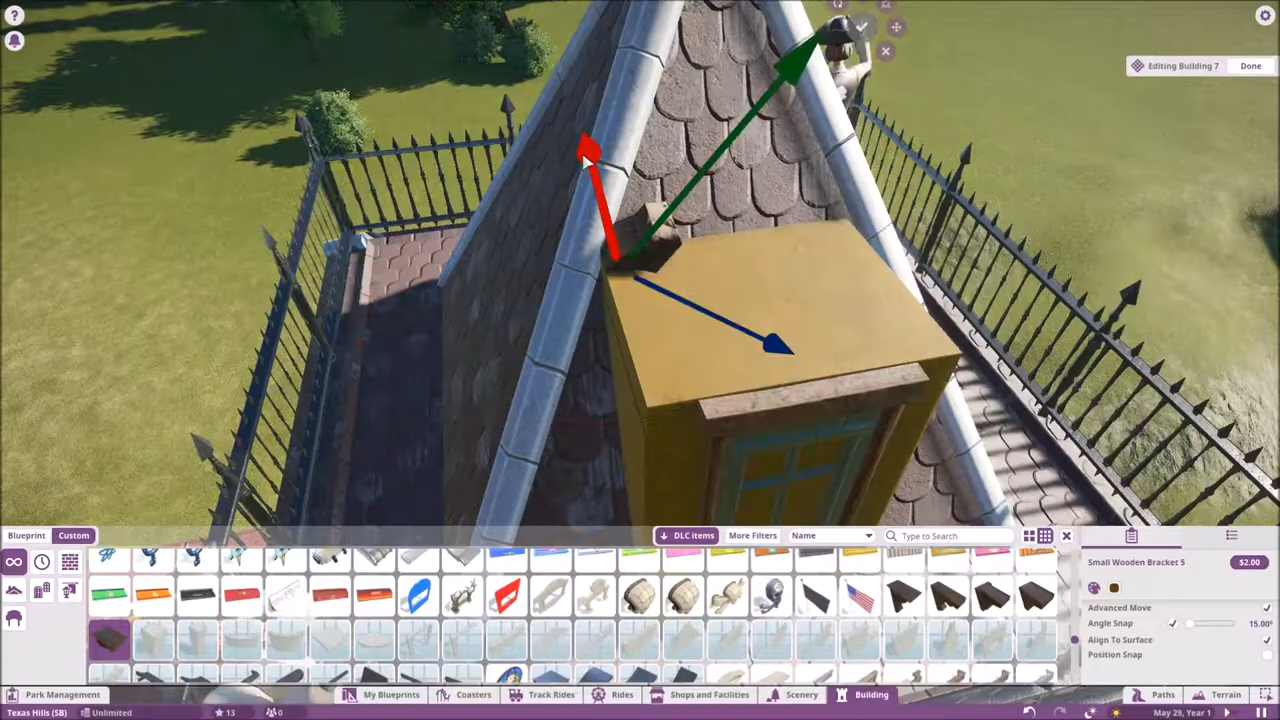 ?
Editing Building 7 Done
Blueprint Custom
DLC items More Filters Name Type to Search
Small Wooden Bracket 5 $2.00
Advanced Move
Angle Snap 15.00°
Align To Surface
Position Snap
Park Management My Blueprints Coasters Track Rides Rides Shops and Facilities Scenery Building Paths Terrain
Texas Hills (SB) Unlimited 13 0 May 29, Year 1